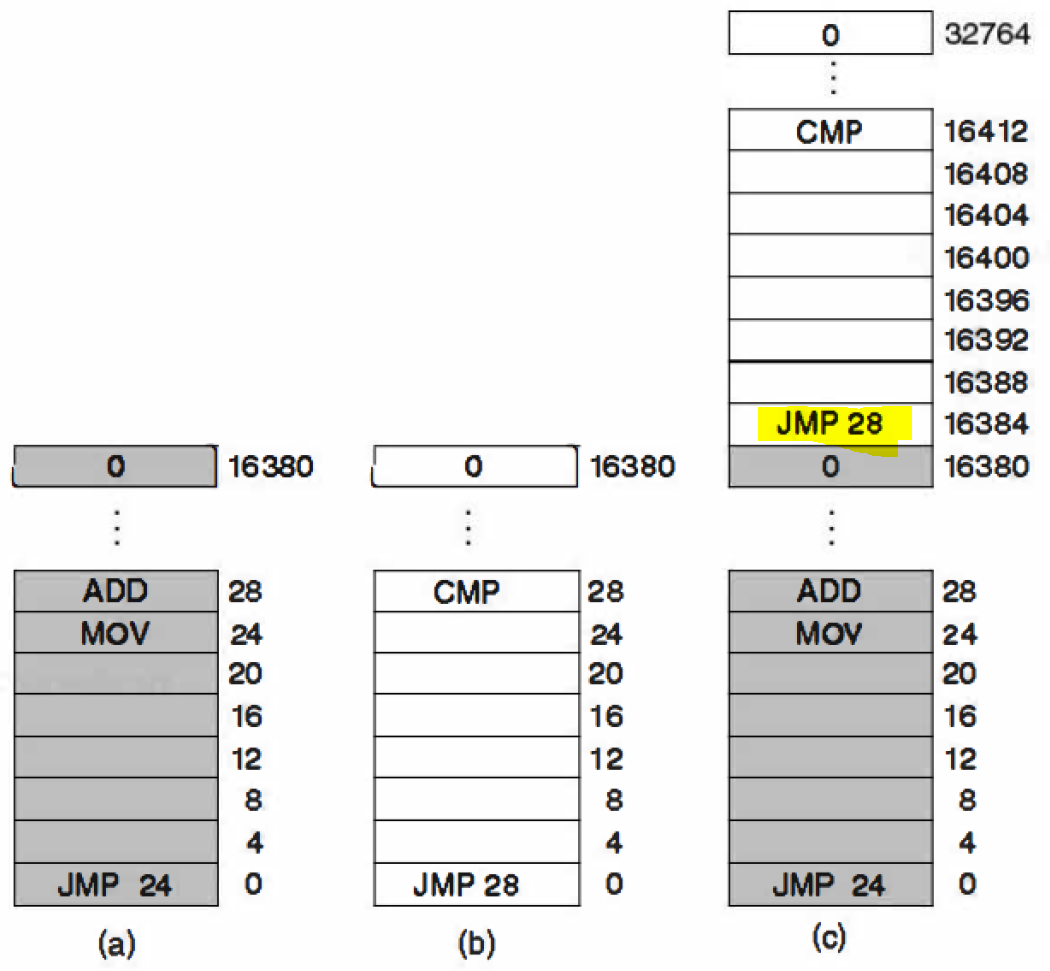 0 32764
⋮
CMP 16412
16408
16404
16400
16396
16392
16388
JMP 28 16384
0 16380 0 16380 0 16380
⋮ ⋮ ⋮
ADD 28 CMP 28 ADD 28
MOV 24 24 MOV 24
20 20 20
16 16 16
12 12 12
8 8 8
4 4 4
JMP 24 0 JMP 28 0 JMP 24 0
(a) (b) (c)